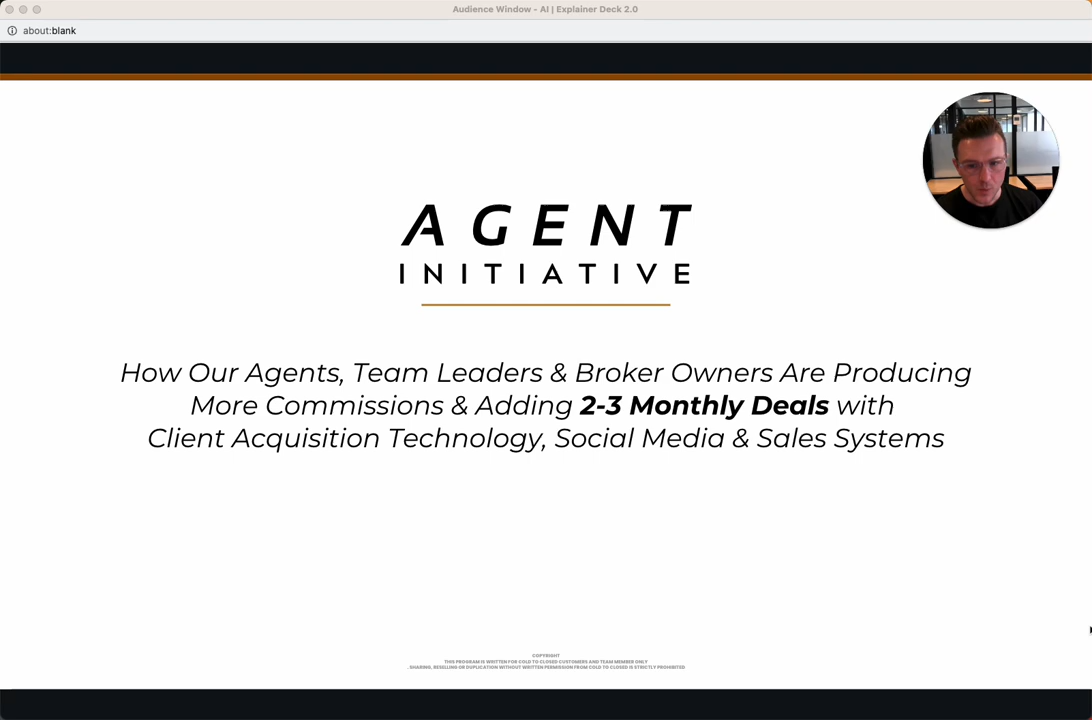 Audience Window - AI | Explainer Deck 2.0
about:blank
AGENT
INITIATIVE
How Our Agents, Team Leaders & Broker Owners Are Producing
More Commissions & Adding 2-3 Monthly Deals with
Client Acquisition Technology, Social Media & Sales Systems
COPYRIGHT
THIS PROGRAM IS WRITTEN FOR COLD TO CLOSED CUSTOMERS AND TEAM MEMBER ONLY
. SHARING, RESELLING OR DUPLICATION WITHOUT WRITTEN PERMISSION FROM COLD TO CLOSED IS STRICTLY PROHIBITED